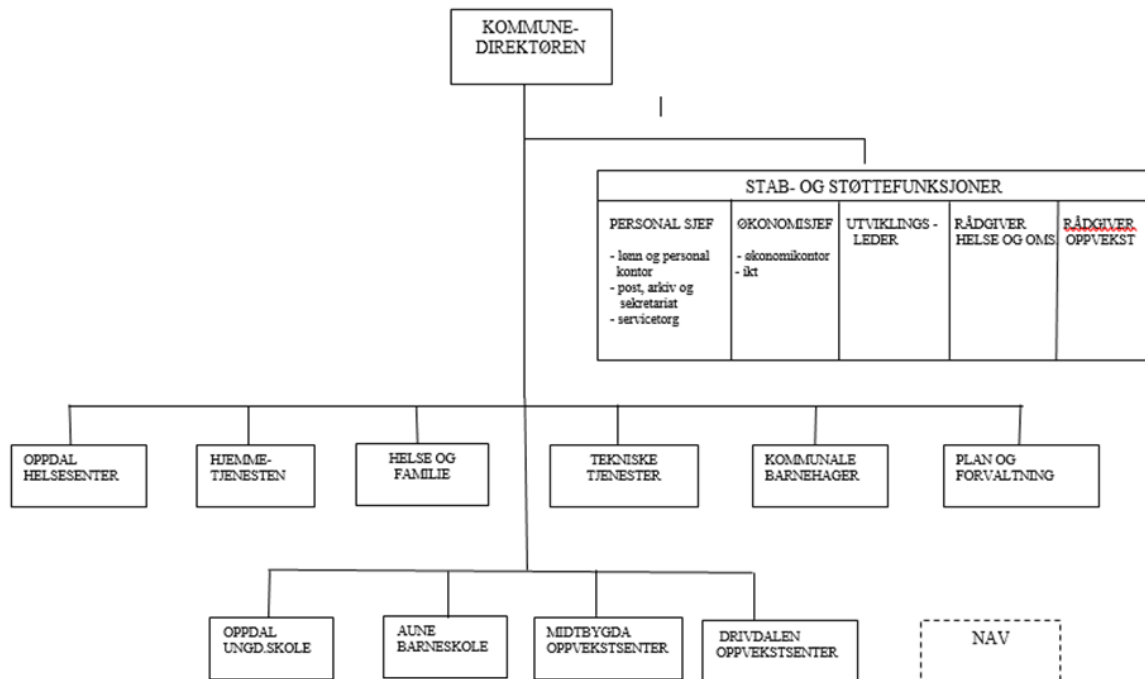 KOMMUNE-
DIREKTØREN
STAB- OG STØTTEFUNKSJONER
PERSONAL SJEF
- lønn og personal
kontor
- post, arkiv og
sekretariat
- servicetorg
ØKONOMISJEF
- økonomikontor
- ikt
UTVIKLINGS -
LEDER
RÅDGIVER
HELSE OG OMS.
RÅDGIVER
OPPVEKST
OPPDAL
HELSESENTER
HJEMME-
TJENESTEN
HELSE OG
FAMILIE
TEKNISKE
TJENESTER
KOMMUNALE
BARNEHAGER
PLAN OG
FORVALTNING
OPPDAL
UNGD.SKOLE
AUNE
BARNESKOLE
MIDTBYGDA
OPPVEKSTSENTER
DRIVDALEN
OPPVEKSTSENTER
NAV